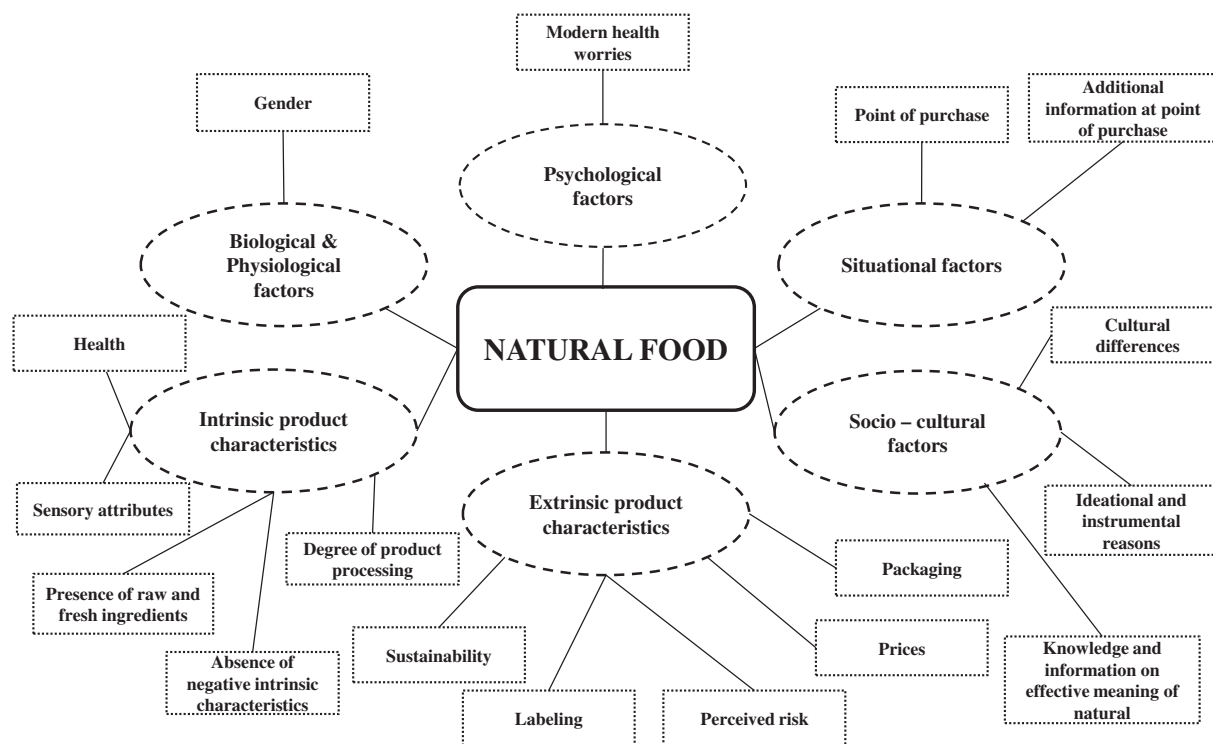 Modern health
worries
Gender
Point of purchase
Additional
information at point
of purchase
Psychological
factors
Biological &
Physiological
factors
Situational factors
NATURAL FOOD
Health
Cultural
differences
Intrinsic product
characteristics
Socio – cultural
factors
Sensory attributes
Extrinsic product
characteristics
Ideational and
instrumental
reasons
Degree of product
processing
Packaging
Presence of raw and
fresh ingredients
Sustainability
Prices
Absence of
negative intrinsic
characteristics
Knowledge and
information on
effective meaning of
natural
Labeling
Perceived risk